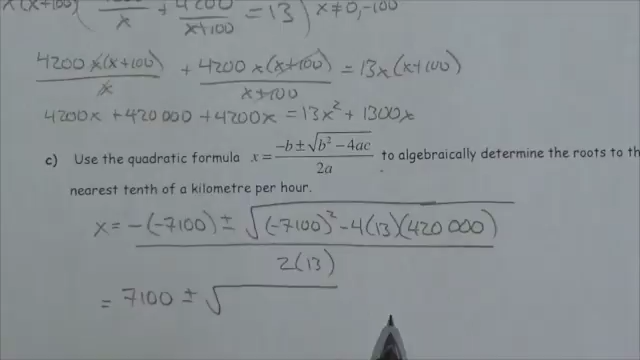 x(x+100) ( 4200/x + 4200/x+100 = 13 ) x≠0,-100
4200x(x+100)/x + 4200x(x+100)/x+100 = 13x(x+100)
4200x + 420 000 + 4200x = 13x² + 1300x
c) Use the quadratic formula x = -b±√b²-4ac / 2a to algebraically determine the roots to th
nearest tenth of a kilometre per hour.
x = -(-7100) ± √(-7100)² - 4(13)(420 000) / 2(13)
= 7100 ± √